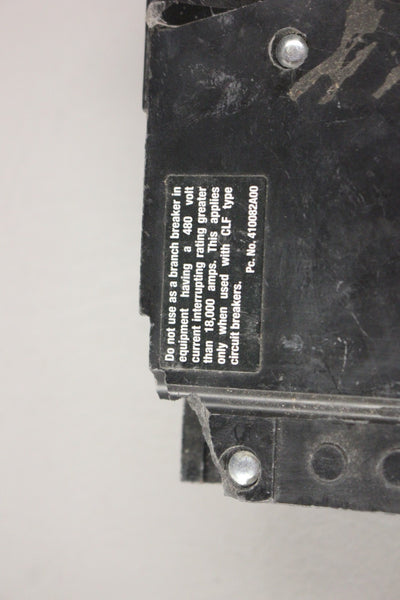 Do not use as a branch breaker in
equipment having a 480 volt
current interrupting rating greater
than 18,000 amps. This applies
only when used with CLF type
circuit breakers.
Pc. No. 410082A00